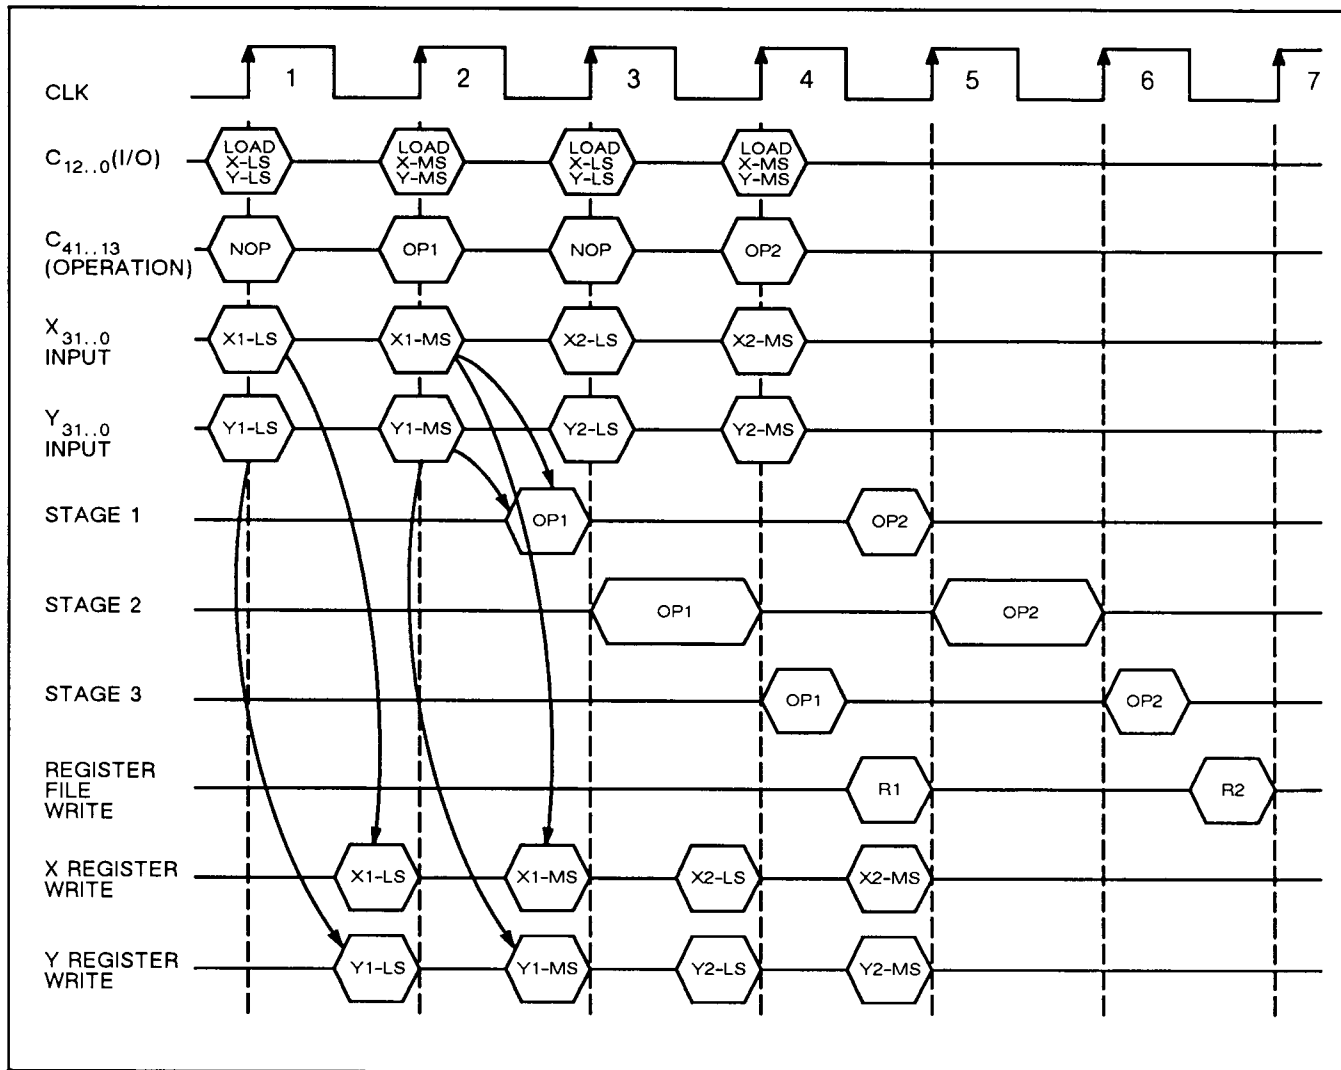 CLK 1 2 3 4 5 6 7
C12..0(I/O) LOAD X-LS Y-LS LOAD X-MS Y-MS LOAD X-LS Y-LS LOAD X-MS Y-MS
C41..13 (OPERATION) NOP OP1 NOP OP2
X31..0 INPUT X1-LS X1-MS X2-LS X2-MS
Y31..0 INPUT Y1-LS Y1-MS Y2-LS Y2-MS
STAGE 1 OP1 OP2
STAGE 2 OP1 OP2
STAGE 3 OP1 OP2
REGISTER FILE WRITE R1 R2
X REGISTER WRITE X1-LS X1-MS X2-LS X2-MS
Y REGISTER WRITE Y1-LS Y1-MS Y2-LS Y2-MS